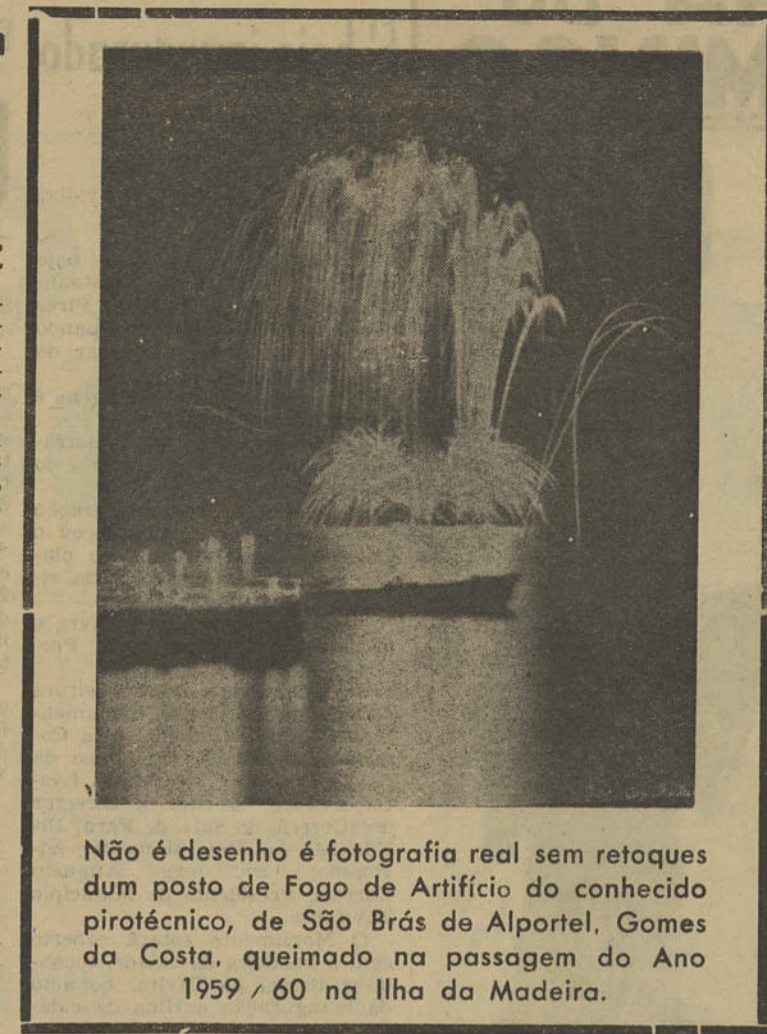 Não é desenho é fotografia real sem retoques
dum posto de Fogo de Artifício do conhecido
pirotécnico, de São Brás de Alportel, Gomes
da Costa, queimado na passagem do Ano
1959 / 60 na Ilha da Madeira.